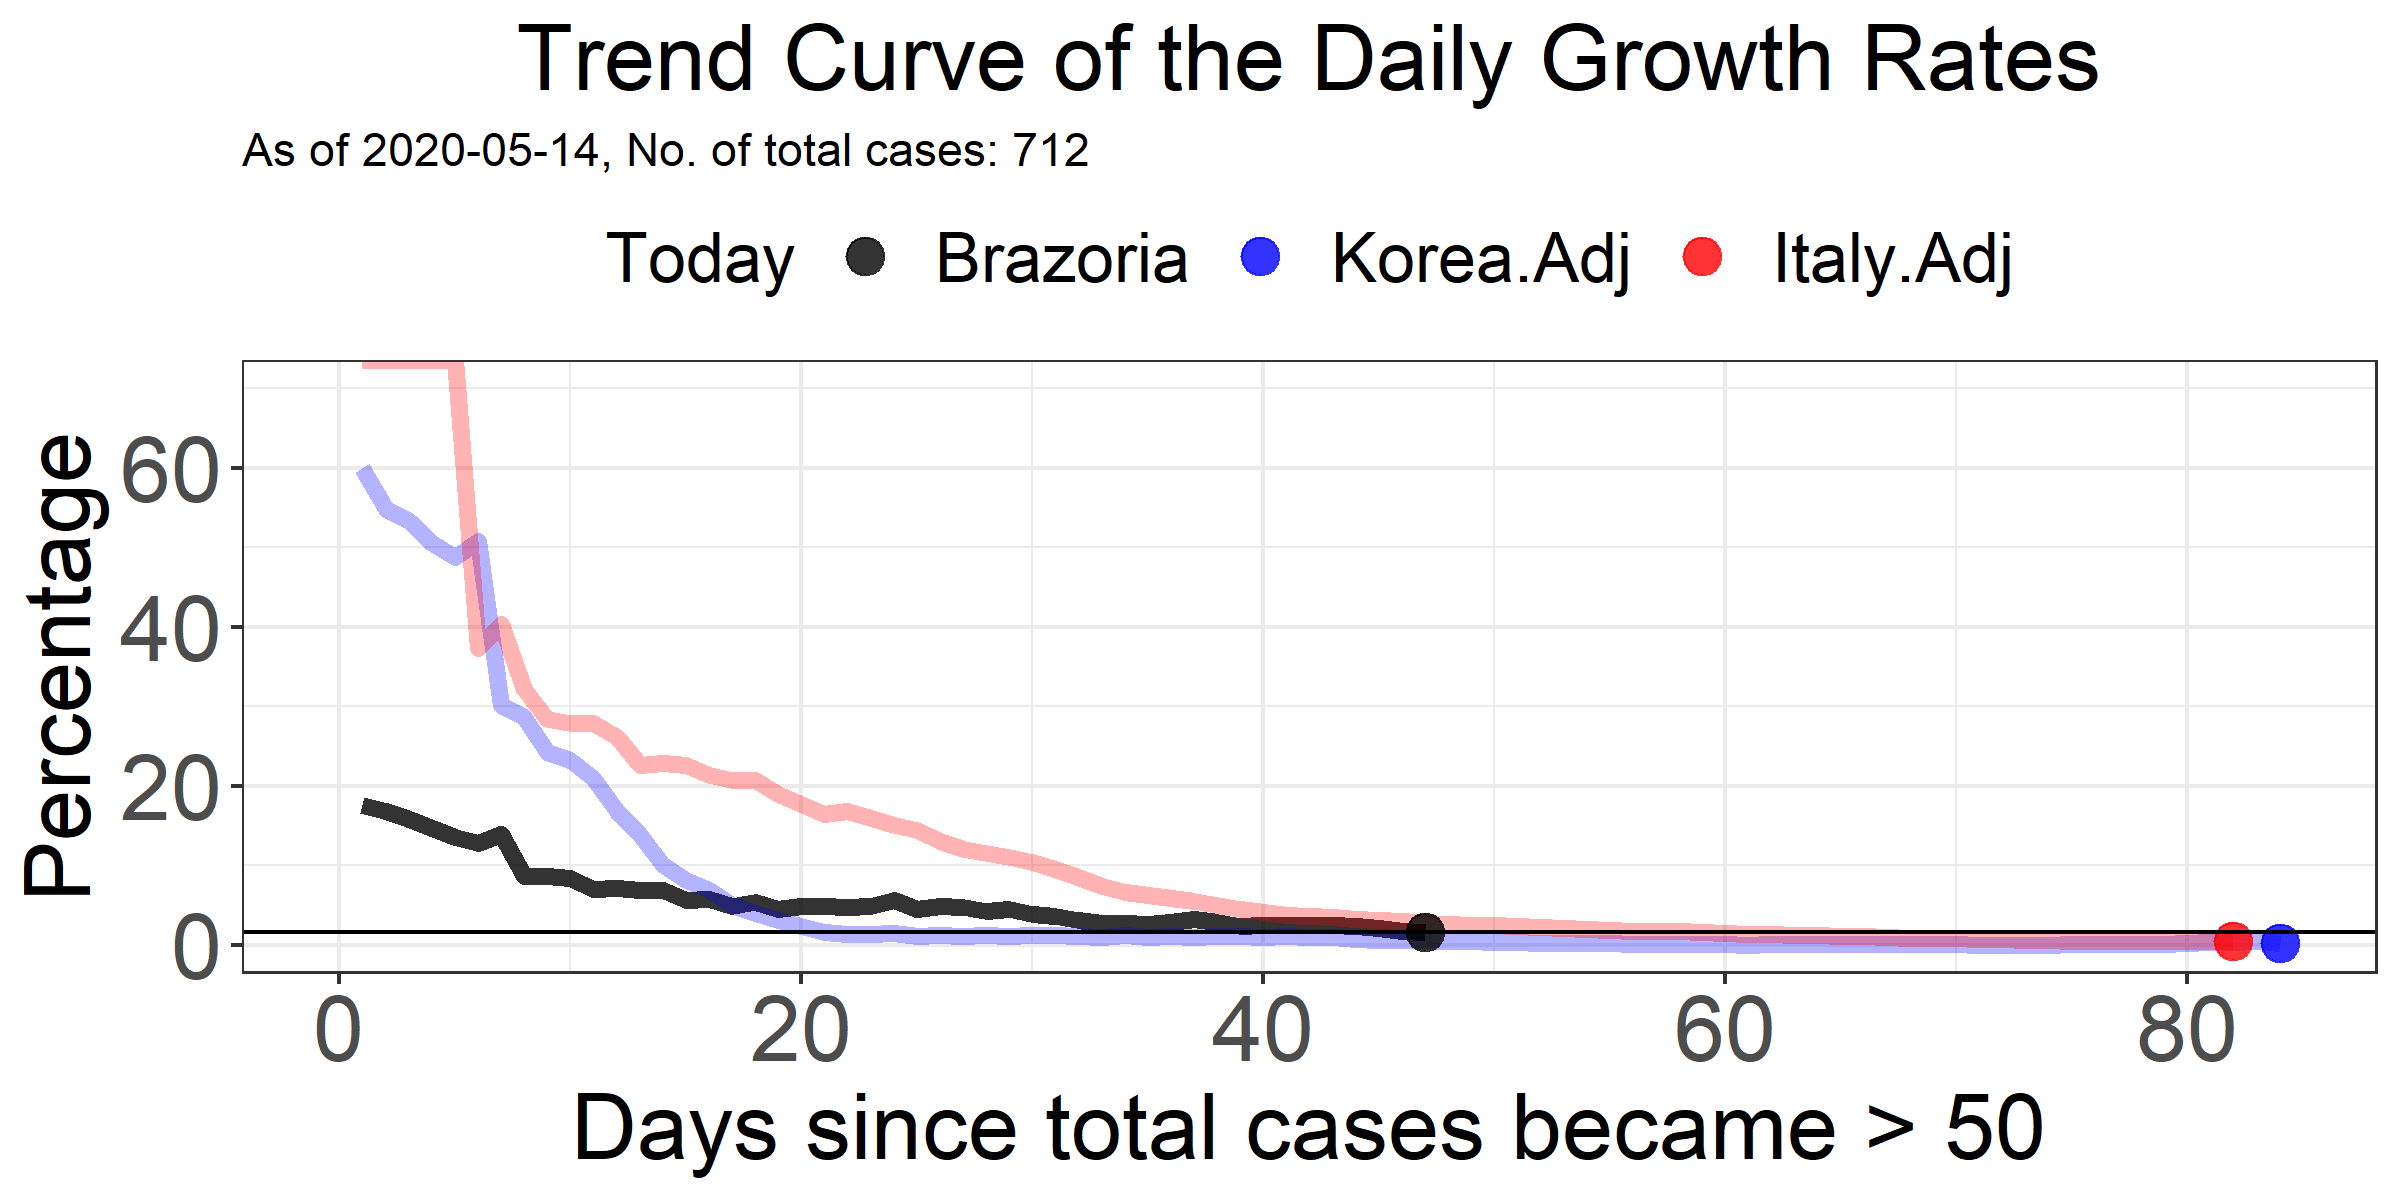 Trend Curve of the Daily Growth Rates
As of 2020-05-14, No. of total cases: 712
Today Brazoria Korea.Adj Italy.Adj
Percentage
60
40
20
0
0 20 40 60 80
Days since total cases became > 50